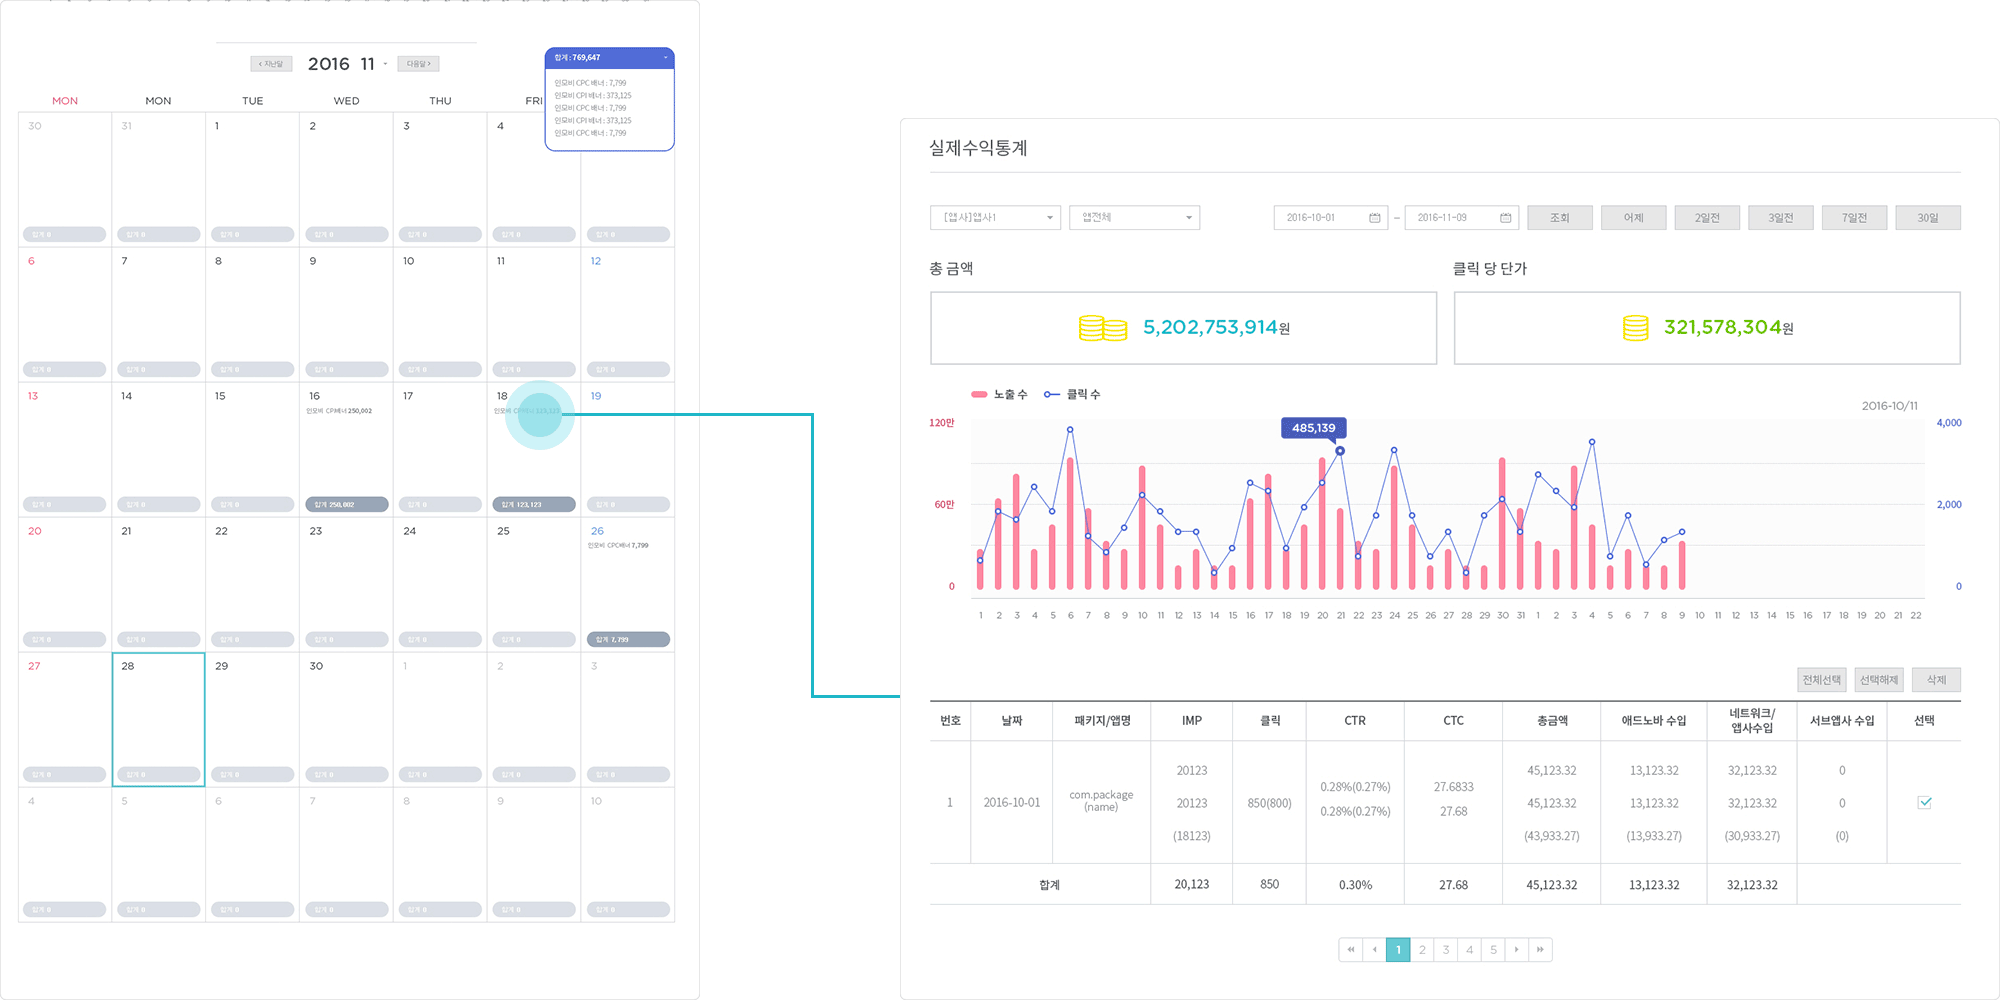 < 지난달
2016 11
다음달 >
합계 : 769,647
인모비 CPC 배너 : 7,799
인모비 CPI 배너 : 373,125
인모비 CPC 배너 : 7,799
인모비 CPI 배너 : 373,125
인모비 CPC 배너 : 7,799
MON MON TUE WED THU FRI
30 31 1 2 3 4
합계 0 합계 0 합계 0 합계 0 합계 0 합계 0 합계 0
6 7 8 9 10 11 12
합계 0 합계 0 합계 0 합계 0 합계 0 합계 0 합계 0
13 14 15 16 17 18 19
인모비 CPI배너 250,002
인모비 CPI배너 123,123
합계 0 합계 0 합계 0 합계 250,002 합계 0 합계 123,123 합계 0
20 21 22 23 24 25 26
인모비 CPC배너 7,799
합계 0 합계 0 합계 0 합계 0 합계 0 합계 0 합계 7,799
27 28 29 30 1 2 3
합계 0 합계 0 합계 0 합계 0 합계 0 합계 0 합계 0
4 5 6 7 8 9 10
합계 0 합계 0 합계 0 합계 0 합계 0 합계 0 합계 0
실제수익통계
[앱사]앱사1 앱전체 2016-10-01 – 2016-11-09 조회 어제 2일전 3일전 7일전 30일
총 금액
클릭 당 단가
5,202,753,914원
321,578,304원
노출 수 클릭 수
2016-10/11
120만
60만
0
485,139
4,000
2,000
0
1 2 3 4 5 6 7 8 9 10 11 12 13 14 15 16 17 18 19 20 21 22 23 24 25 26 27 28 29 30 31 1 2 3 4 5 6 7 8 9 10 11 12 13 14 15 16 17 18 19 20 21 22
전체선택 선택해제 삭제
번호 날짜 패키지/앱명 IMP 클릭 CTR CTC 총금액 애드노바 수입 네트워크/ 서브앱사 수입 선택
앱사수입
20123 45,123.32 13,123.32 32,123.32 0
0.28%(0.27%) 27.6833
1 2016-10-01 com.package 20123 850(800) 45,123.32 13,123.32 32,123.32 0
(name)
0.28%(0.27%) 27.68
(18123) (43,933.27) (13,933.27) (30,933.27) (0)
합계 20,123 850 0.30% 27.68 45,123.32 13,123.32 32,123.32
1 2 3 4 5